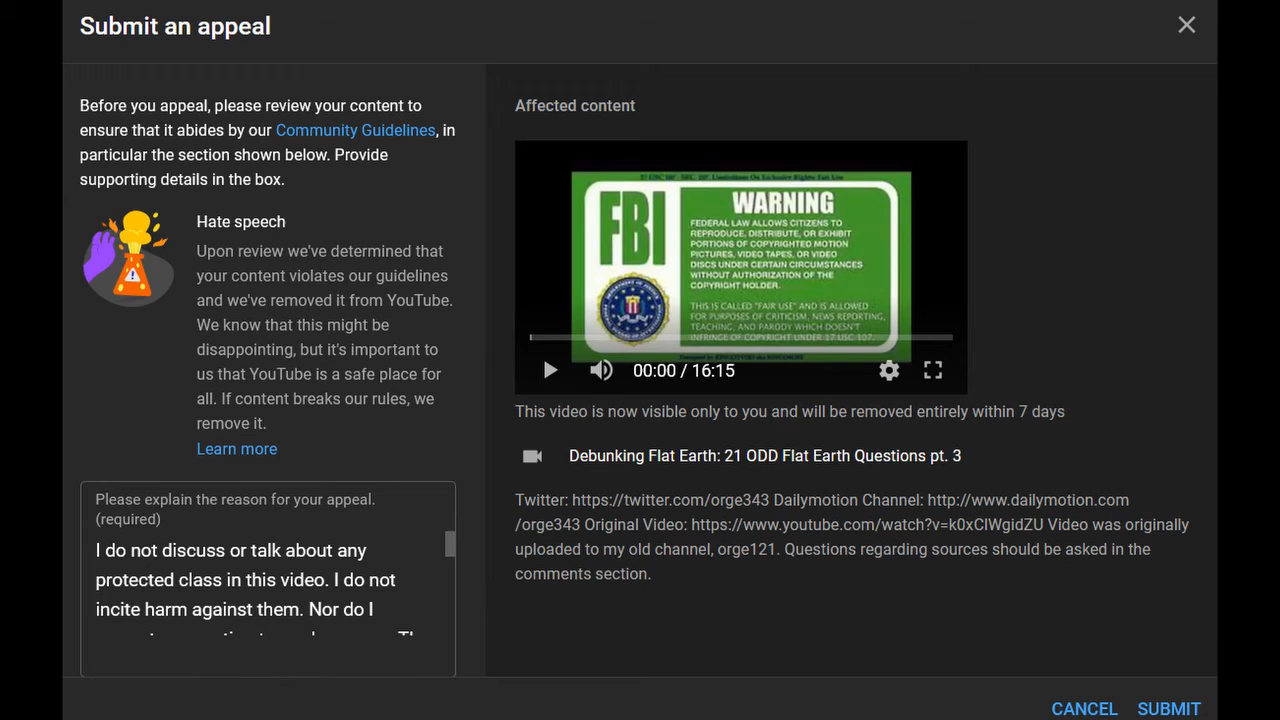 Submit an appeal
Before you appeal, please review your content to
ensure that it abides by our Community Guidelines, in
particular the section shown below. Provide
supporting details in the box.
Hate speech
Upon review we've determined that
your content violates our guidelines
and we've removed it from YouTube.
We know that this might be
disappointing, but it's important to
us that YouTube is a safe place for
all. If content breaks our rules, we
remove it.
Learn more
Please explain the reason for your appeal.
(required)
I do not discuss or talk about any
protected class in this video. I do not
incite harm against them. Nor do I
Affected content
FBI
WARNING
FEDERAL LAW ALLOWS CITIZENS TO
REPRODUCE, DISTRIBUTE, OR EXHIBIT
PORTIONS OF COPYRIGHTED MOTION
PICTURES, VIDEO TAPES, OR VIDEO
DISCS UNDER CERTAIN CIRCUMSTANCES
WITHOUT AUTHORIZATION OF THE
COPYRIGHT HOLDER.
THIS IS CALLED "FAIR USE" AND IS ALLOWED
FOR PURPOSES OF CRITICISM, NEWS REPORTING,
TEACHING, AND PARODY WHICH DOESN'T
INFRINGE OF COPYRIGHT UNDER 17 USC 107.
00:00 / 16:15
This video is now visible only to you and will be removed entirely within 7 days
Debunking Flat Earth: 21 ODD Flat Earth Questions pt. 3
Twitter: https://twitter.com/orge343 Dailymotion Channel: http://www.dailymotion.com
/orge343 Original Video: https://www.youtube.com/watch?v=k0xClWgidZU Video was originally
uploaded to my old channel, orge121. Questions regarding sources should be asked in the
comments section.
CANCEL
SUBMIT